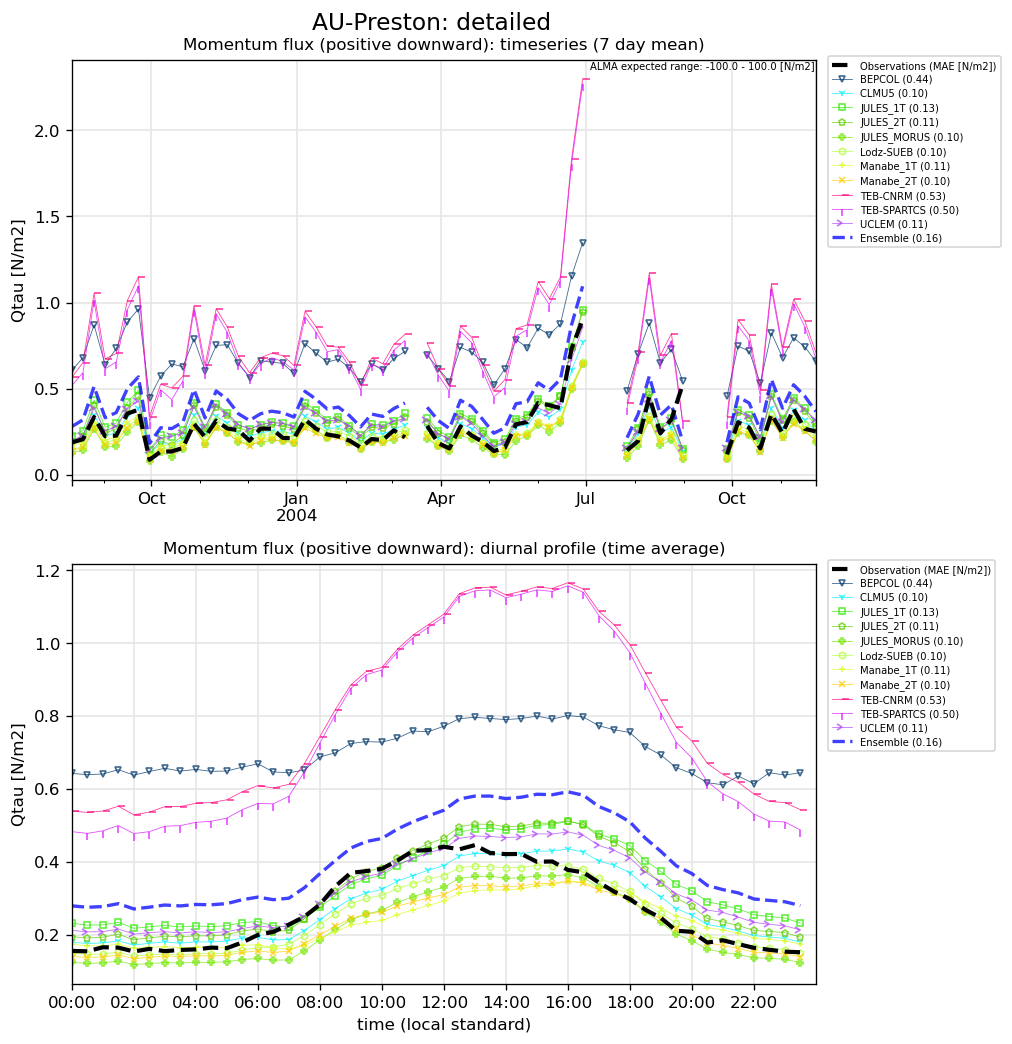 AU-Preston: detailed
Momentum flux (positive downward): timeseries (7 day mean)
ALMA expected range: -100.0 - 100.0 [N/m2]
Qtau [N/m2]
2.0
1.5
1.0
0.5
0.0
Oct
Jan
2004
Apr
Jul
Oct
Observations (MAE [N/m2])
BEPCOL (0.44)
CLMU5 (0.10)
JULES_1T (0.13)
JULES_2T (0.11)
JULES_MORUS (0.10)
Lodz-SUEB (0.10)
Manabe_1T (0.11)
Manabe_2T (0.10)
TEB-CNRM (0.53)
TEB-SPARTCS (0.50)
UCLEM (0.11)
Ensemble (0.16)
Momentum flux (positive downward): diurnal profile (time average)
Qtau [N/m2]
1.2
1.0
0.8
0.6
0.4
0.2
00:00 02:00 04:00 06:00 08:00 10:00 12:00 14:00 16:00 18:00 20:00 22:00
time (local standard)
Observation (MAE [N/m2])
BEPCOL (0.44)
CLMU5 (0.10)
JULES_1T (0.13)
JULES_2T (0.11)
JULES_MORUS (0.10)
Lodz-SUEB (0.10)
Manabe_1T (0.11)
Manabe_2T (0.10)
TEB-CNRM (0.53)
TEB-SPARTCS (0.50)
UCLEM (0.11)
Ensemble (0.16)